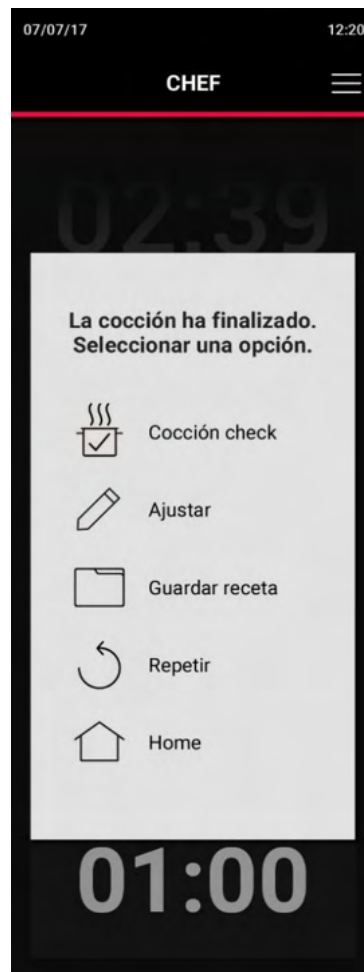 07/07/17 12:20
CHEF
02:39
La cocción ha finalizado.
Seleccionar una opción.
Cocción check
Ajustar
Guardar receta
Repetir
Home
01:00